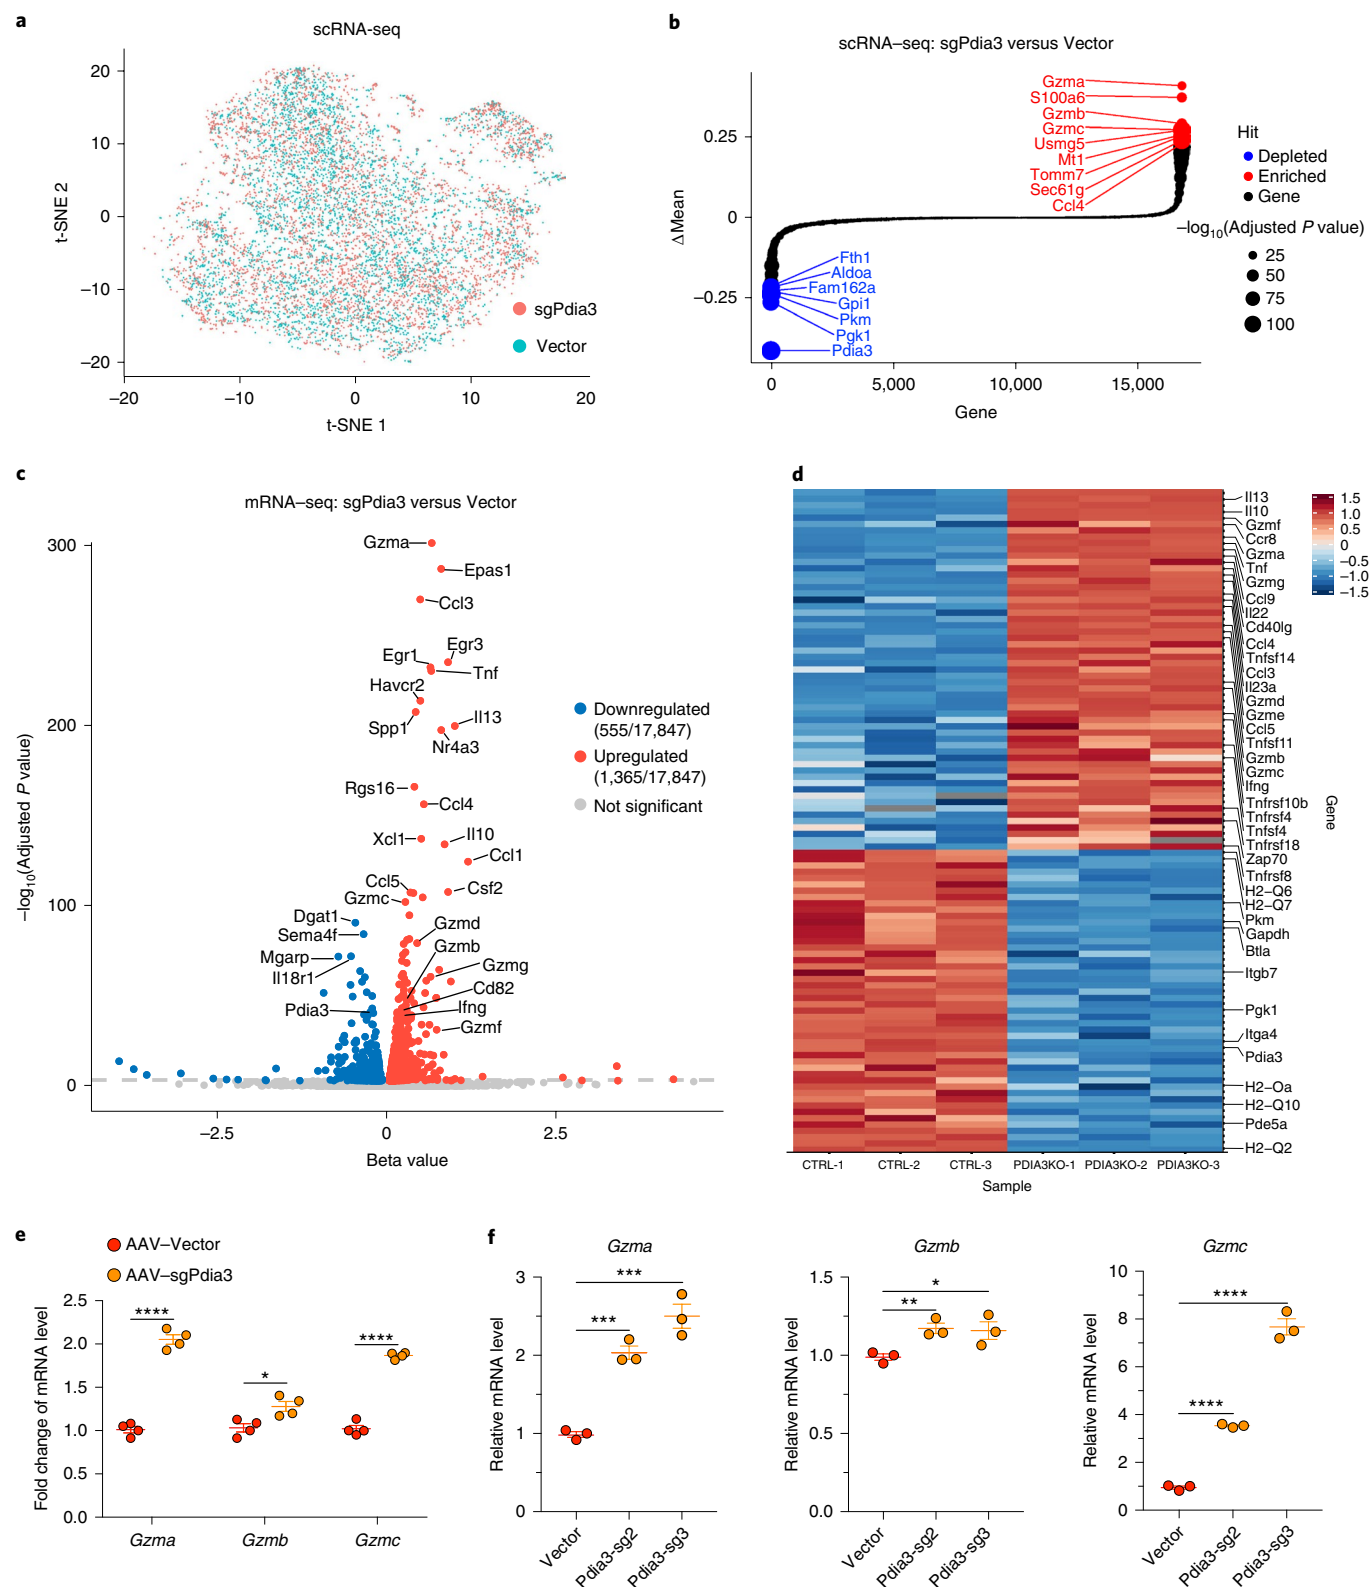 a
scRNA-seq
20
10
0
−10
−20
t-SNE 2
−20
−10
0
10
20
t-SNE 1
sgPdia3
Vector
b
scRNA–seq: sgPdia3 versus Vector
0.25
0
−0.25
ΔMean
Gzma
S100a6
Gzmb
Gzmc
Usmg5
Mt1
Tomm7
Sec61g
Ccl4
Fth1
Aldoa
Fam162a
Gpi1
Pkm
Pgk1
Pdia3
0
5,000
10,000
15,000
Gene
Hit
Depleted
Enriched
Gene
−log10(Adjusted P value)
25
50
75
100
c
mRNA–seq: sgPdia3 versus Vector
300
200
100
0
−log10(Adjusted P value)
Gzma
Epas1
Ccl3
Egr3
Egr1
Tnf
Havcr2
Spp1
Il13
Nr4a3
Rgs16
Ccl4
Xcl1
Il10
Ccl1
Ccl5
Csf2
Gzmc
Dgat1
Gzmd
Sema4f
Gzmb
Mgarp
Gzmg
Il18r1
Cd82
Pdia3
Ifng
Gzmf
−2.5
0
2.5
Beta value
Downregulated
(555/17,847)
Upregulated
(1,365/17,847)
Not significant
d
Il13
Il10
Gzmf
Ccr8
Gzma
Tnf
Gzmg
Ccl9
Il22
Cd40lg
Ccl4
Tnfsf14
Ccl3
Il23a
Gzmd
Gzme
Ccl5
Tnfsf11
Gzmb
Gzmc
Ifng
Tnfrsf10b
Tnfrsf4
Tnfsf4
Tnfrsf18
Zap70
Tnfrsf8
H2−Q6
H2−Q7
Pkm
Gapdh
Btla
Itgb7
Pgk1
Itga4
Pdia3
H2−Oa
H2−Q10
Pde5a
H2−Q2
1.5
1.0
0.5
0
−0.5
−1.0
−1.5
Gene
CTRL-1
CTRL-2
CTRL-3
PDIA3KO-1
PDIA3KO-2
PDIA3KO-3
Sample
e
AAV–Vector
AAV–sgPdia3
2.5
2.0
1.5
1.0
0.5
0.0
Fold change of mRNA level
****
*
****
Gzma
Gzmb
Gzmc
f
Gzma
3
2
1
0
Relative mRNA level
***
***
Vector
Pdia3-sg2
Pdia3-sg3
Gzmb
1.5
1.0
0.5
0.0
Relative mRNA level
*
**
Vector
Pdia3-sg2
Pdia3-sg3
Gzmc
10
8
6
4
2
0
Relative mRNA level
****
****
Vector
Pdia3-sg2
Pdia3-sg3